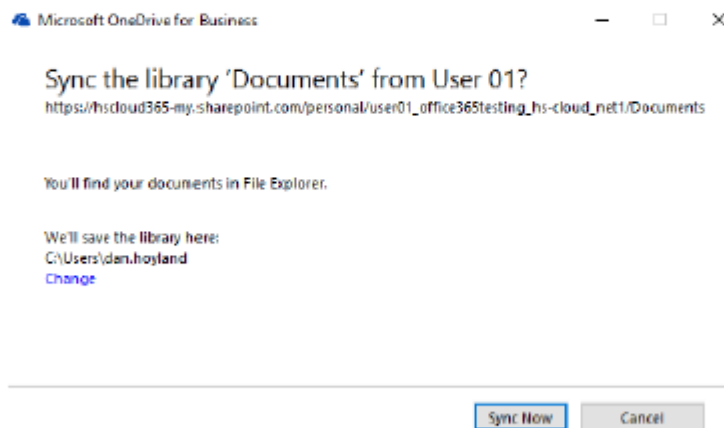 Microsoft OneDrive for Business
Sync the library 'Documents' from User 01?
https://hscloud365-my.sharepoint.com/personal/user01_office365testing_hs-cloud_net1/Documents
You'll find your documents in File Explorer.
We'll save the library here:
C:\Users\dan.hoyland
Change
Sync Now Cancel